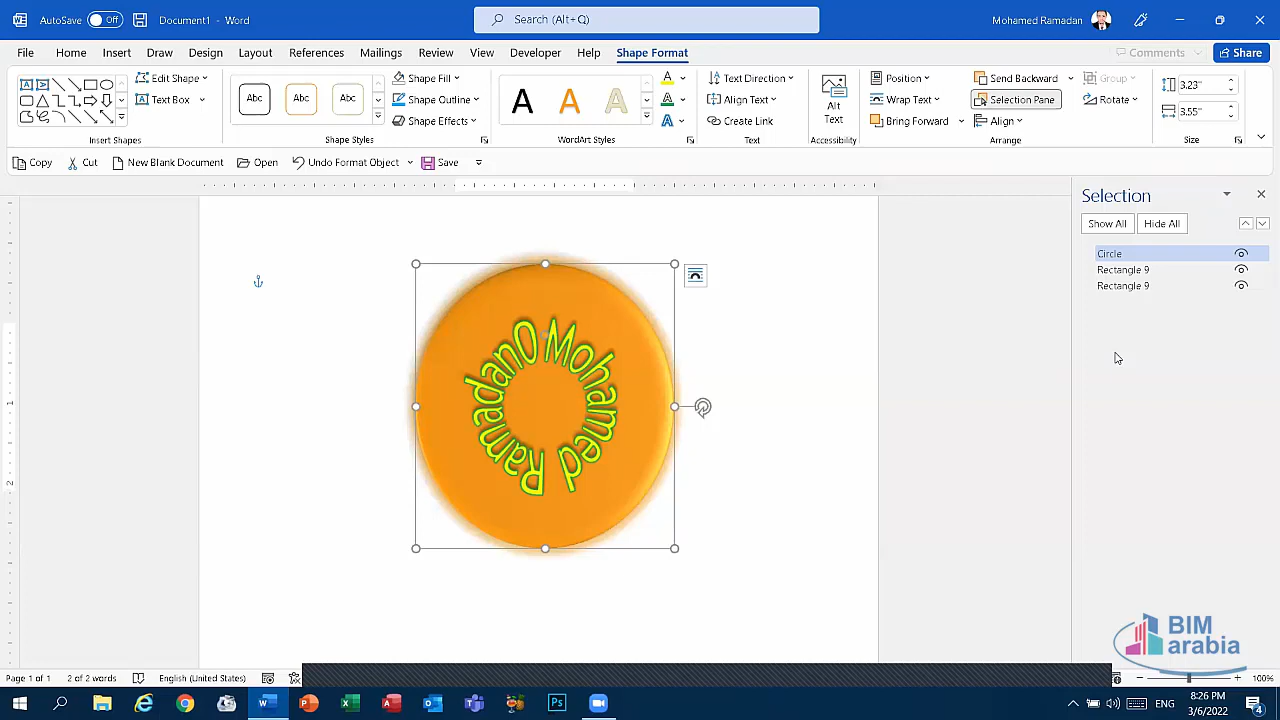 AutoSave Off Document1 - Word Search (Alt+Q) Mohamed Ramadan
File Home Insert Draw Design Layout References Mailings Review View Developer Help Shape Format Comments Share
Edit Shape Abc Abc Abc Shape Fill A A A A Text Direction Position Send Backward Group 3.23"
Text Box Shape Outline A Align Text Alt Text Wrap Text Selection Pane Rotate 3.55"
Shape Effects A Create Link Bring Forward Align
Insert Shapes Shape Styles WordArt Styles Text Accessibility Arrange Size
Copy Cut New Blank Document Open Undo Format Object Save
Selection
Show All Hide All
Circle
Rectangle 9
Rectangle 9
Mohamed Ramadan0
1
2
BIM
arabia
Page 1 of 1 2 of 2 words English (United States) 100%
8:26 PM
3/6/2022
4